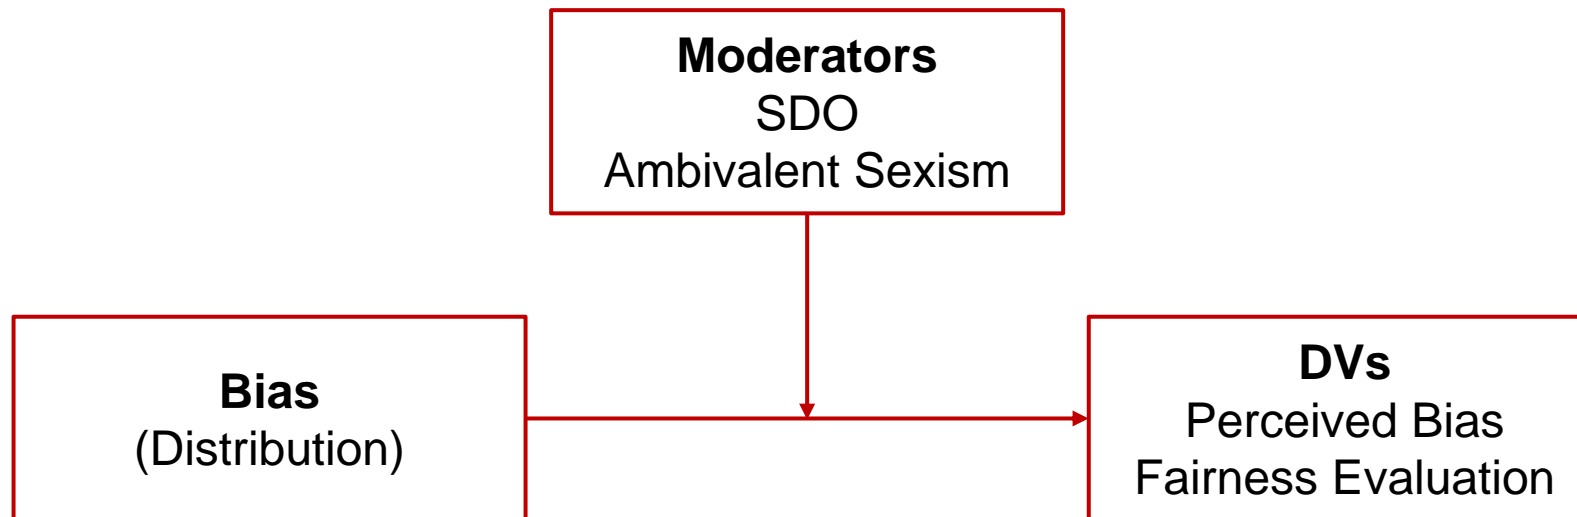 Moderators
SDO
Ambivalent Sexism
Bias
(Distribution)
DVs
Perceived Bias
Fairness Evaluation